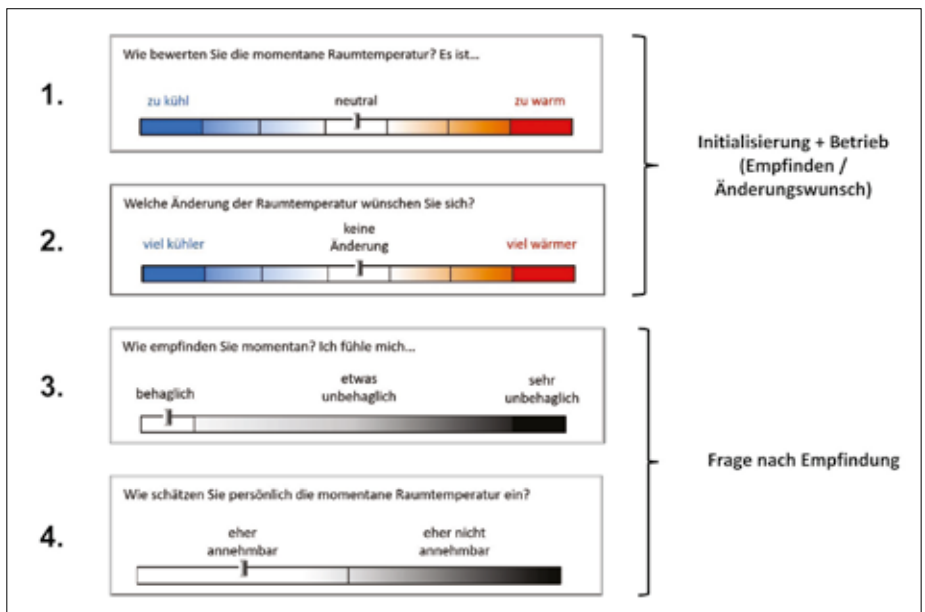 Wie bewerten Sie die momentane Raumtemperatur? Es ist...
1.
zu kühl
neutral
zu warm
Initialisierung + Betrieb
(Empfinden /
Änderungswunsch)
Welche Änderung der Raumtemperatur wünschen Sie sich?
2.
viel kühler
keine
Änderung
viel wärmer
Wie empfinden Sie momentan? Ich fühle mich...
3.
behaglich
etwas
unbehaglich
sehr
unbehaglich
Frage nach Empfindung
Wie schätzen Sie persönlich die momentane Raumtemperatur ein?
4.
eher
annehmbar
eher nicht
annehmbar